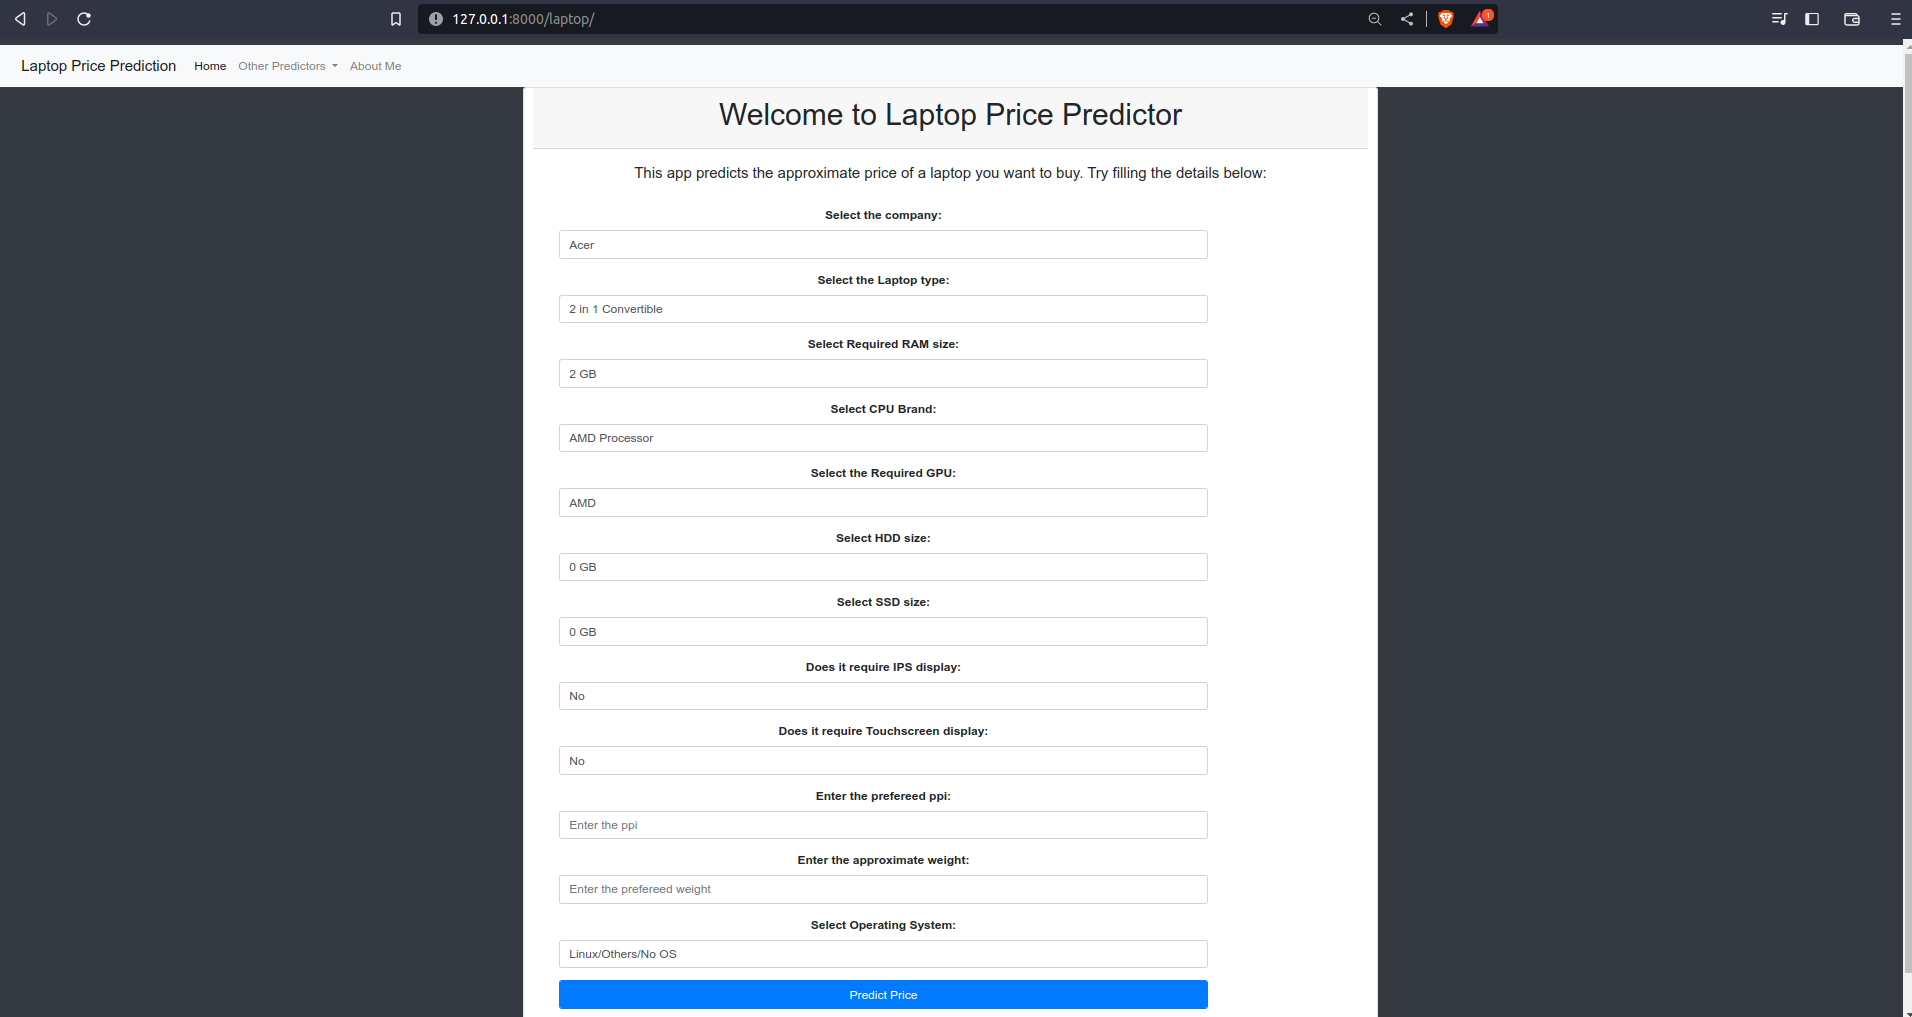 127.0.0.1:8000/laptop/
1
Laptop Price Prediction Home Other Predictors About Me
Welcome to Laptop Price Predictor
This app predicts the approximate price of a laptop you want to buy. Try filling the details below:
Select the company:
Acer
Select the Laptop type:
2 in 1 Convertible
Select Required RAM size:
2 GB
Select CPU Brand:
AMD Processor
Select the Required GPU:
AMD
Select HDD size:
0 GB
Select SSD size:
0 GB
Does it require IPS display:
No
Does it require Touchscreen display:
No
Enter the prefereed ppi:
Enter the ppi
Enter the approximate weight:
Enter the prefereed weight
Select Operating System:
Linux/Others/No OS
Predict Price